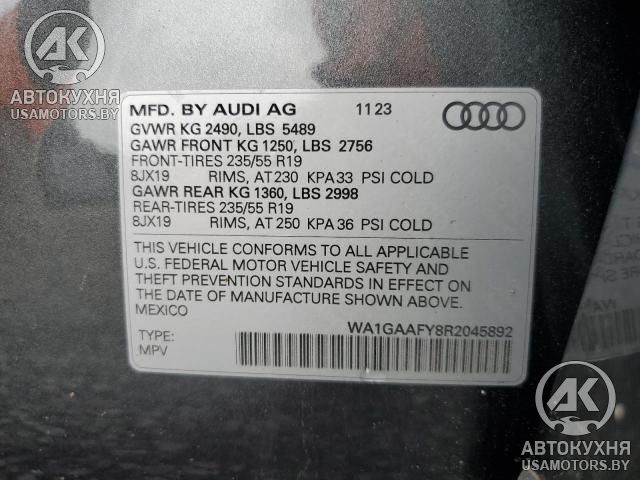 АВТОКУХНЯ
USAMOTORS.BY
MFD. BY AUDI AG 11 23
GVWR KG 2490, LBS 5489
GAWR FRONT KG 1250, LBS 2756
FRONT-TIRES 235/55 R19
8JX19 RIMS, AT 230 KPA 33 PSI COLD
GAWR REAR KG 1360, LBS 2998
REAR-TIRES 235/55 R19
8JX19 RIMS, AT 250 KPA 36 PSI COLD
THIS VEHICLE CONFORMS TO ALL APPLICABLE
U.S. FEDERAL MOTOR VEHICLE SAFETY AND
THEFT PREVENTION STANDARDS IN EFFECT ON
THE DATE OF MANUFACTURE SHOWN ABOVE.
MEXICO
TYPE: WA1GAAFY8R2045892
MPV
АК
АВТОКУХНЯ
USAMOTORS.BY